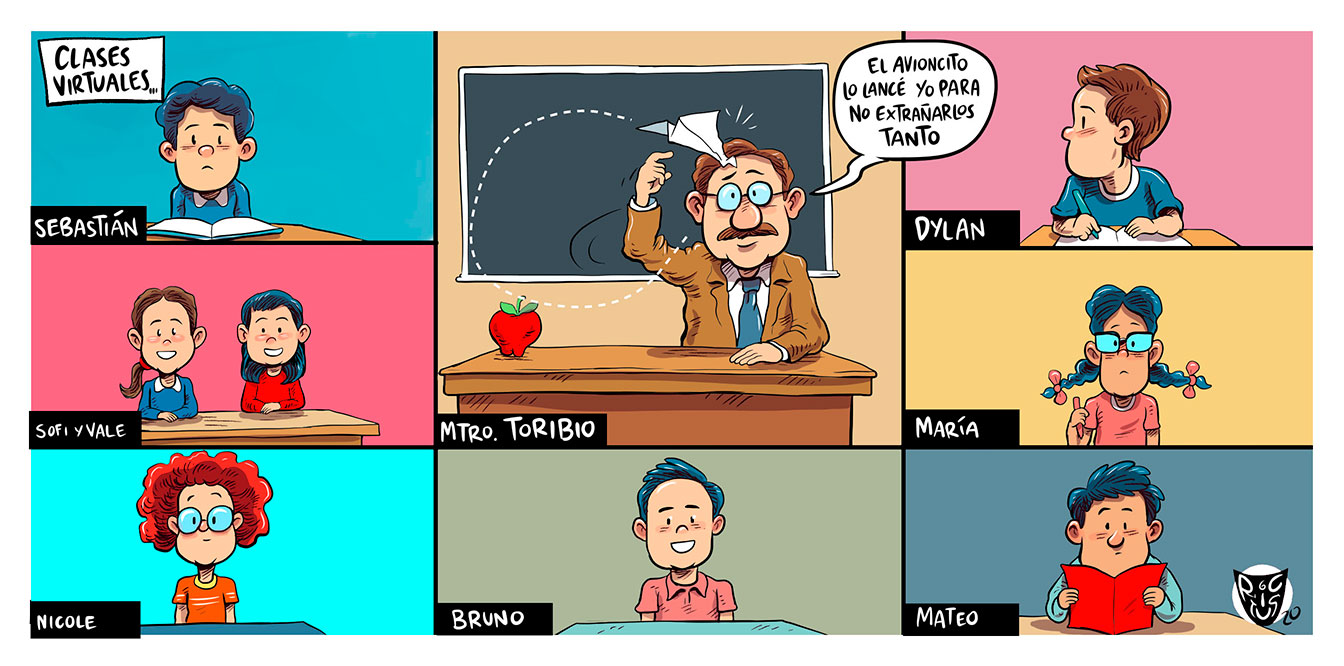 CLASES
VIRTUALES...
EL AVIONCITO
LO LANCÉ YO PARA
NO EXTRAÑARLOS
TANTO
SEBASTIÁN
DYLAN
SOFI Y VALE
MTRO. TORIBIO
MARÍA
NICOLE
BRUNO
MATEO
20